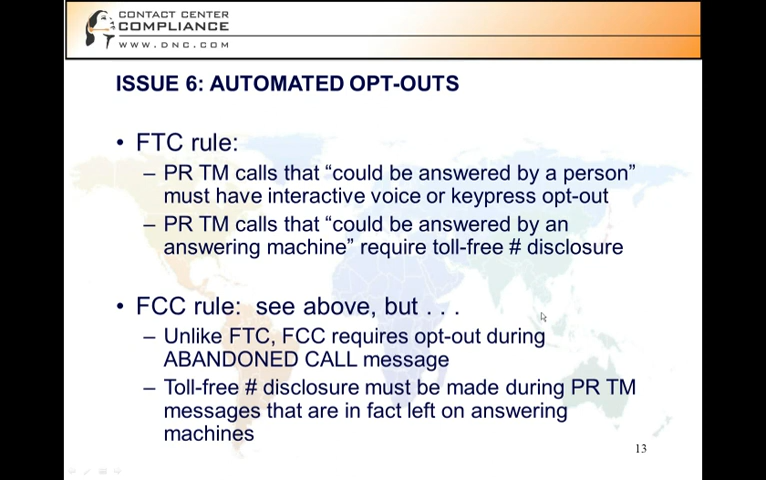 CONTACT CENTER
COMPLIANCE
WWW.DNC.COM
ISSUE 6: AUTOMATED OPT-OUTS
• FTC rule:
– PR TM calls that “could be answered by a person”
must have interactive voice or keypress opt-out
– PR TM calls that “could be answered by an
answering machine” require toll-free # disclosure
• FCC rule: see above, but . . .
– Unlike FTC, FCC requires opt-out during
ABANDONED CALL message
– Toll-free # disclosure must be made during PR TM
messages that are in fact left on answering
machines
13